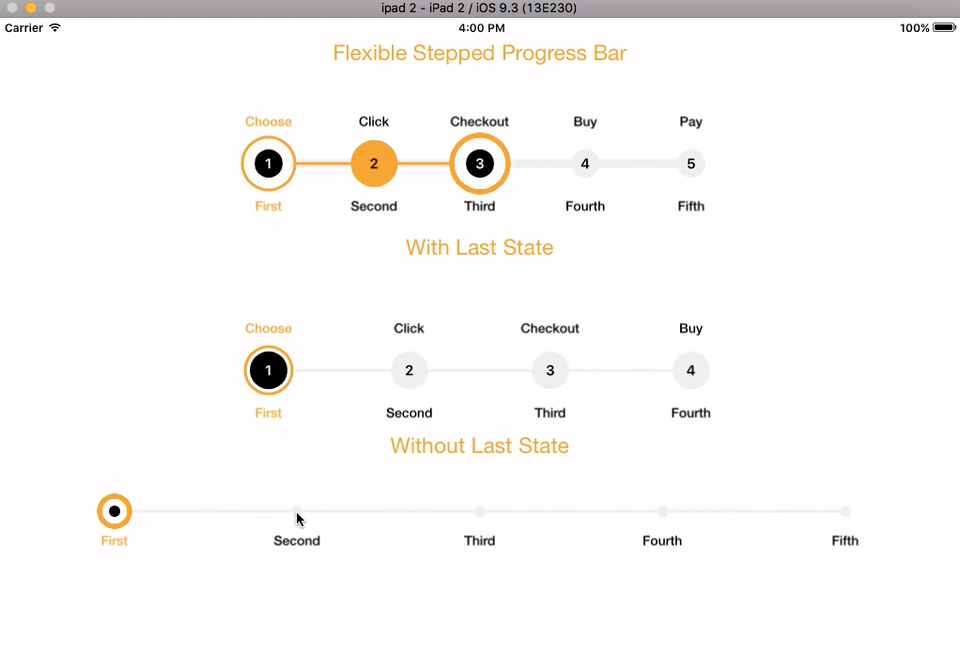 ipad 2 - iPad 2 / iOS 9.3 (13E230)
Carrier 4:00 PM 100%
Flexible Stepped Progress Bar
Choose Click Checkout Buy Pay
1 2 3 4 5
First Second Third Fourth Fifth
With Last State
Choose Click Checkout Buy
1 2 3 4
First Second Third Fourth
Without Last State
First Second Third Fourth Fifth